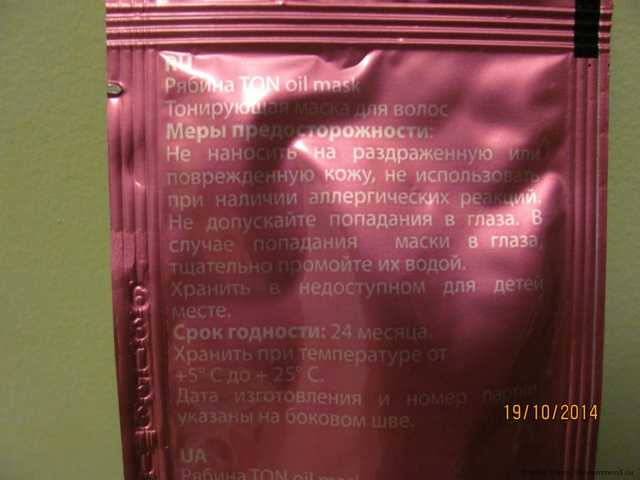 RU
Рябина TON oil mask
Тонирующая маска для волос
Меры предосторожности:
Не наносить на раздраженную или
поврежденную кожу, не использовать
при наличии аллергических реакций.
Не допускайте попадания в глаза. В
случае попадания маски в глаза,
тщательно промойте их водой.
Хранить в недоступном для детей
месте.
Срок годности: 24 месяца.
Хранить при температуре от
+5° С до + 25° С.
Дата изготовления и номер партии
указаны на боковом шве.
UA
Рябина TON oil mask
19/10/2014